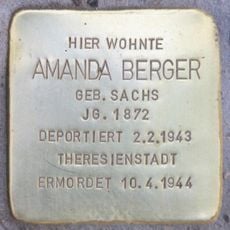 HIER WOHNTE
AMANDA BERGER
GEB. SACHS
JG. 1872
DEPORTIERT 2.2.1943
THERESIENSTADT
ERMORDET 10.4.1944